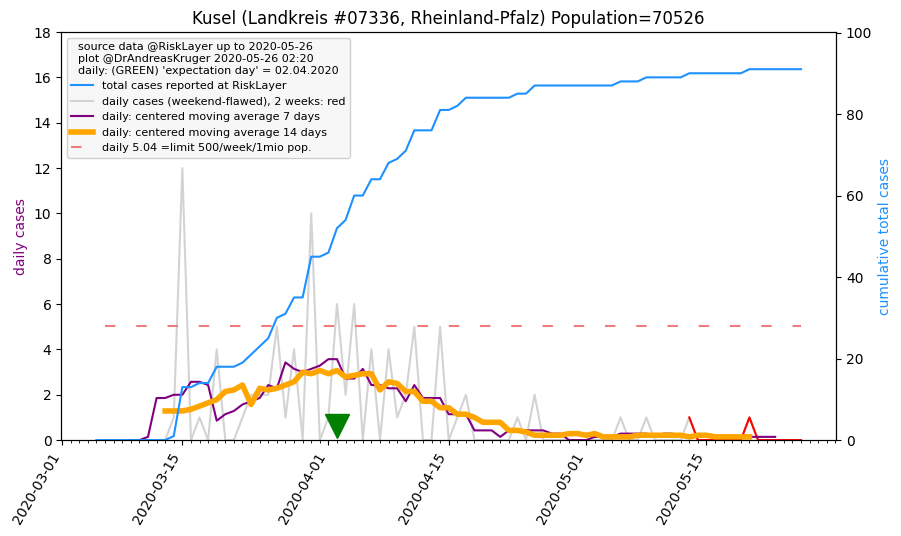 Kusel (Landkreis #07336, Rheinland-Pfalz) Population=70526
source data @RiskLayer up to 2020-05-26
plot @DrAndreasKruger 2020-05-26 02:20
daily: (GREEN) 'expectation day' = 02.04.2020
total cases reported at RiskLayer
daily cases (weekend-flawed), 2 weeks: red
daily: centered moving average 7 days
daily: centered moving average 14 days
daily 5.04 =limit 500/week/1mio pop.
daily cases
18
16
14
12
10
8
6
4
2
0
100
80
60
40
20
0
cumulative total cases
2020-03-01
2020-03-15
2020-04-01
2020-04-15
2020-05-01
2020-05-15